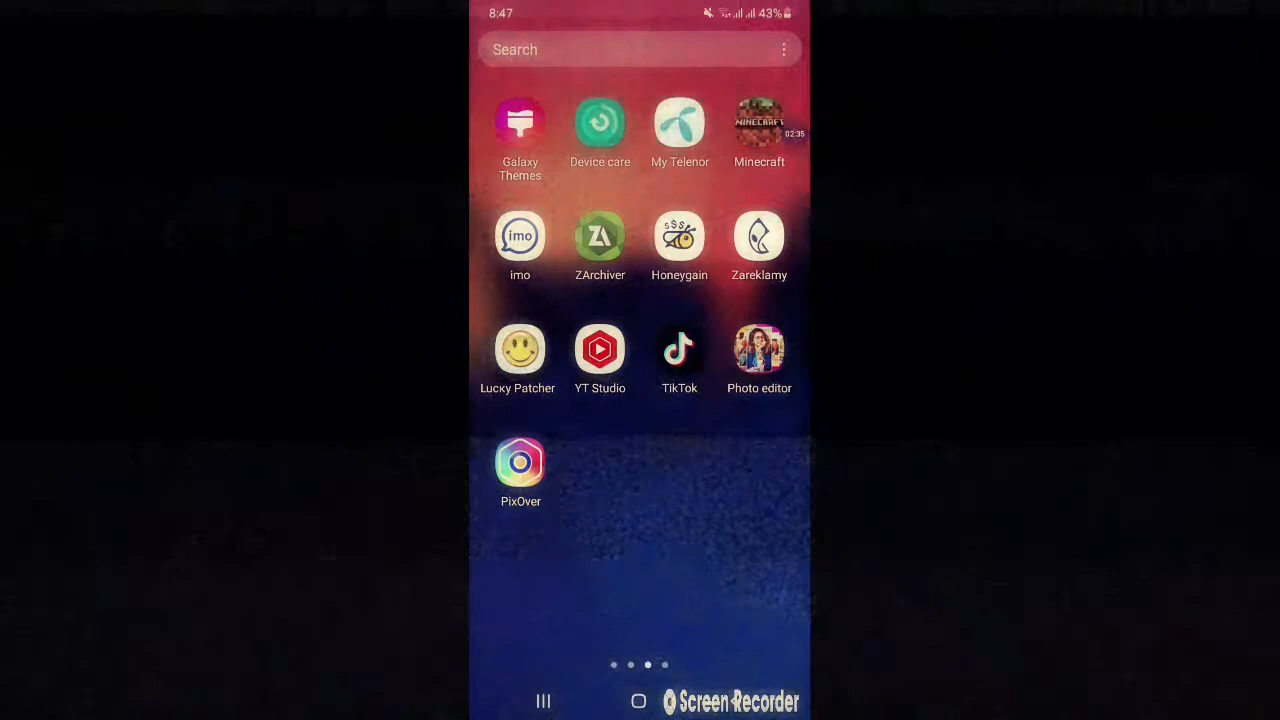 8:47
43%
Search
MINECRAFT
02:35
Galaxy
Themes
Device care
My Telenor
Minecraft
imo
ZA
$$$
imo
ZArchiver
Honeygain
Zareklamy
Lucky Patcher
YT Studio
TikTok
Photo editor
PixOver
Screen Recorder